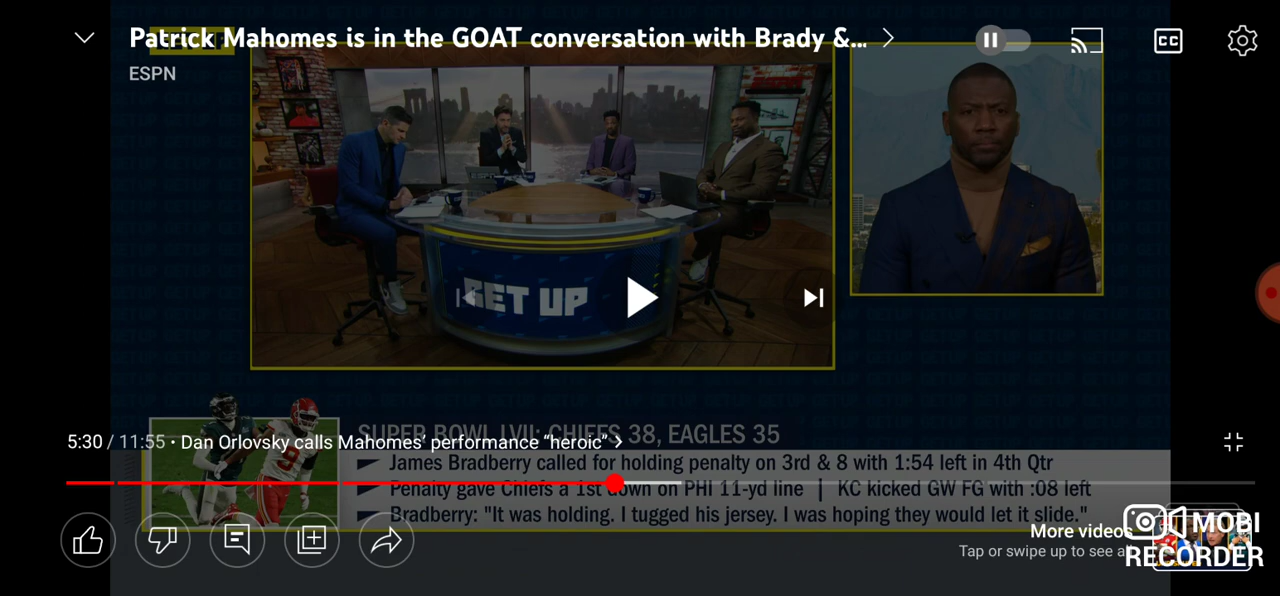 Patrick Mahomes is in the GOAT conversation with Brady &...
ESPN
CC
ESPN
GET UP
5:30 / 11:55 · Dan Orlovsky calls Mahomes' performance "heroic"
SUPER BOWL LVII: CHIEFS 38, EAGLES 35
James Bradberry called for holding penalty on 3rd & 8 with 1:54 left in 4th Qtr
Penalty gave Chiefs a 1st down on PHI 11-yd line | KC kicked GW FG with :08 left
Bradberry: "It was holding. I tugged his jersey. I was hoping they would let it slide."
More videos
Tap or swipe up to see all
MOBI
RECORDER